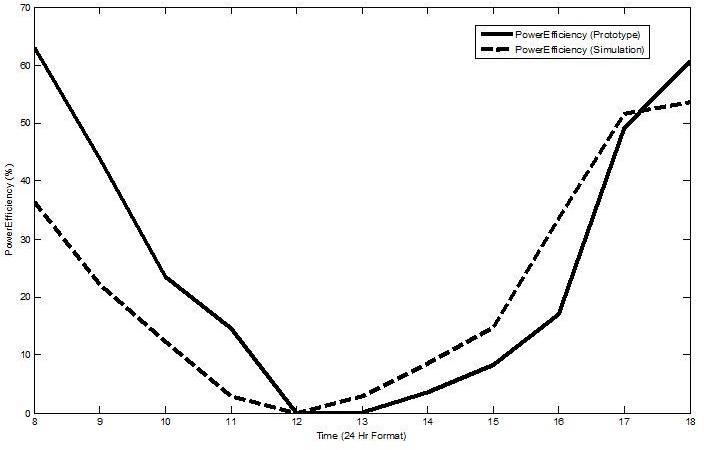 70
60
50
40
30
20
10
0
PowerEfficiency (%)
PowerEfficiency (Prototype)
PowerEfficiency (Simulation)
8 9 10 11 12 13 14 15 16 17 18
Time (24 Hr Format)